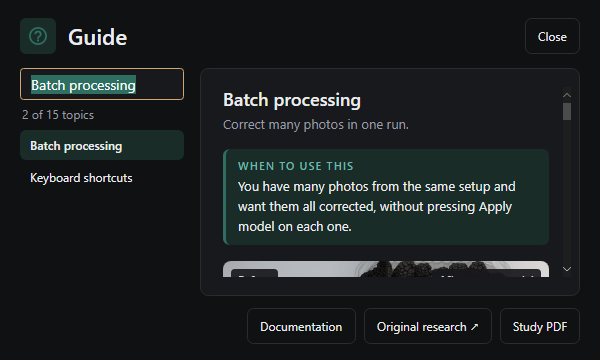 Guide
Close
Batch processing
2 of 15 topics
Batch processing
Keyboard shortcuts
Batch processing
Correct many photos in one run.
WHEN TO USE THIS
You have many photos from the same setup and
want them all corrected, without pressing Apply
model on each one.
Documentation
Original research ↗
Study PDF